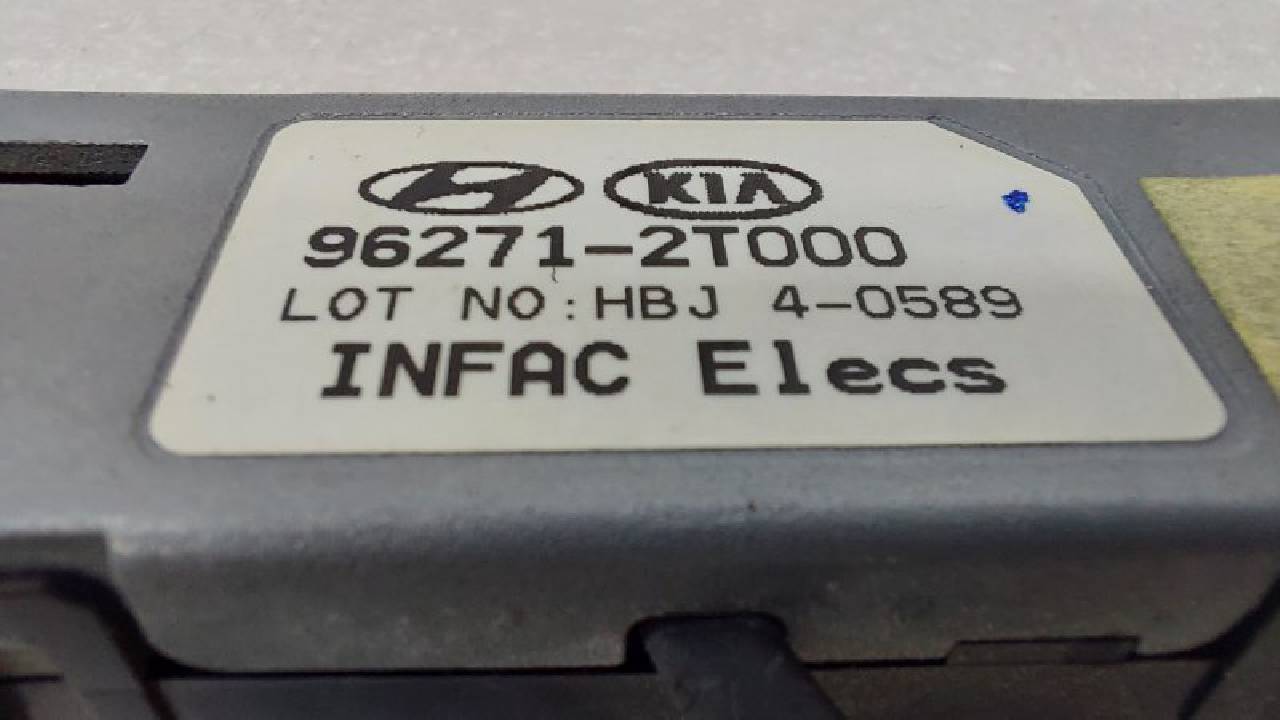 KIA
96271-2T000
LOT NO:HBJ 4-0589
INFAC Elecs